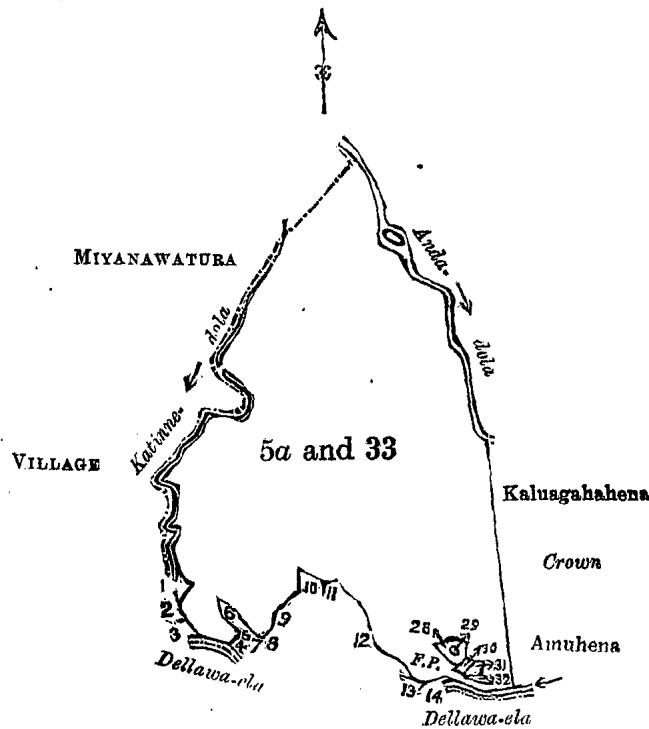 MIYANAWATURA
Anda-
dola
dola
Katinne-
5a and 33
VILLAGE
Kaluagahahena
Crown
1
2
3
6
5
4
7
8
9
10
11
12
28
29
30
31
32
F.P.
13
14
Amuhena
Dellawa-ela
Dellawa-ela